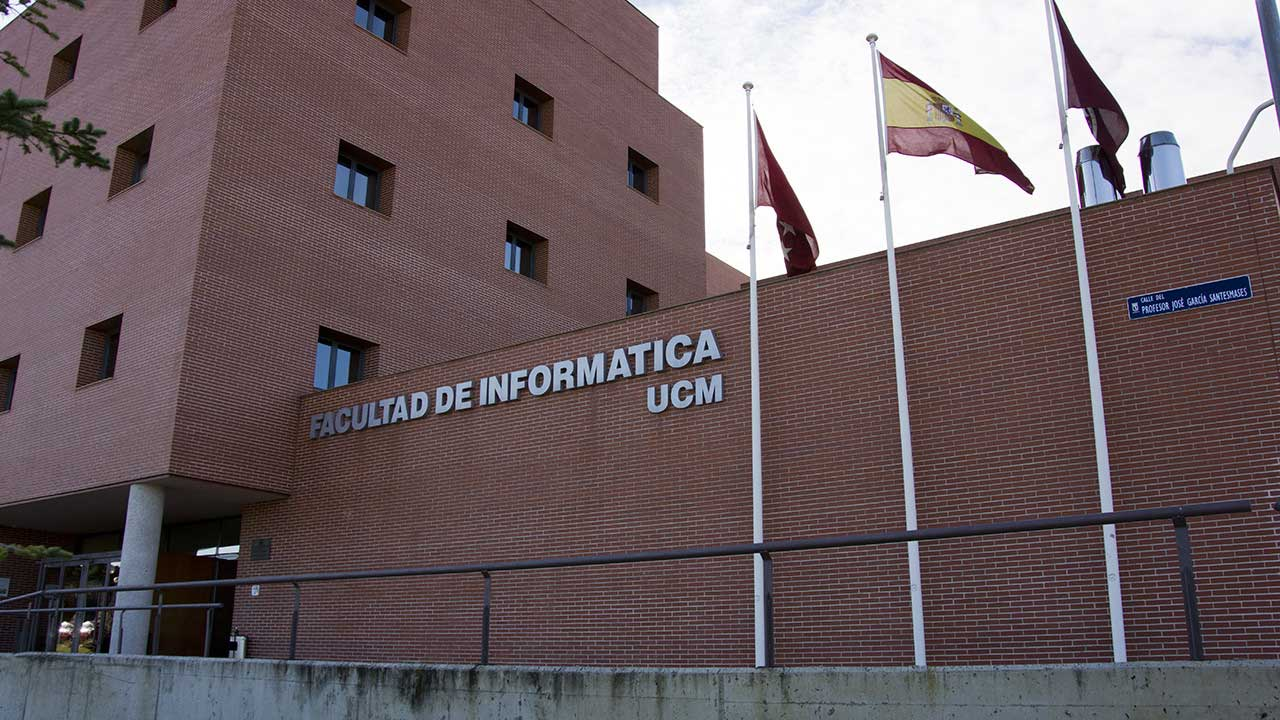 FACULTAD DE INFORMATICA
UCM
CALLE DEL
PROFESOR JOSÉ GARCÍA SANTESMASES